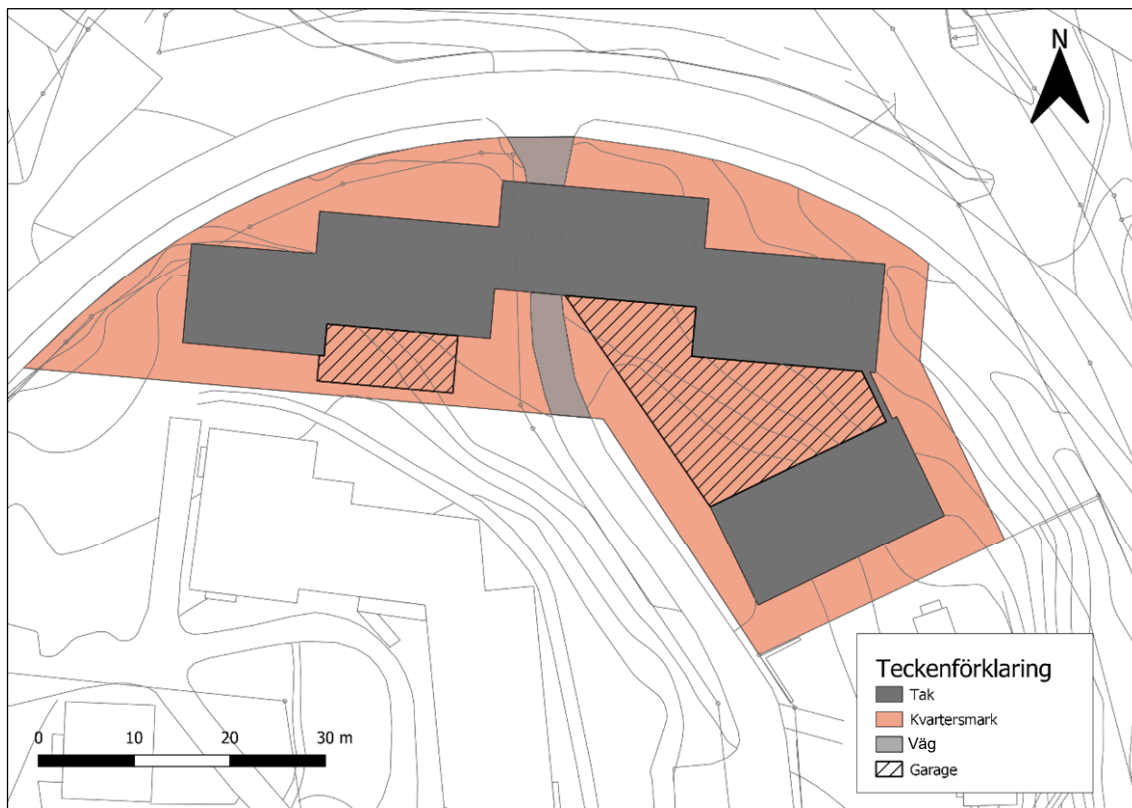 N
Teckenförklaring
Tak
Kvartersmark
Väg
Garage
0 10 20 30 m